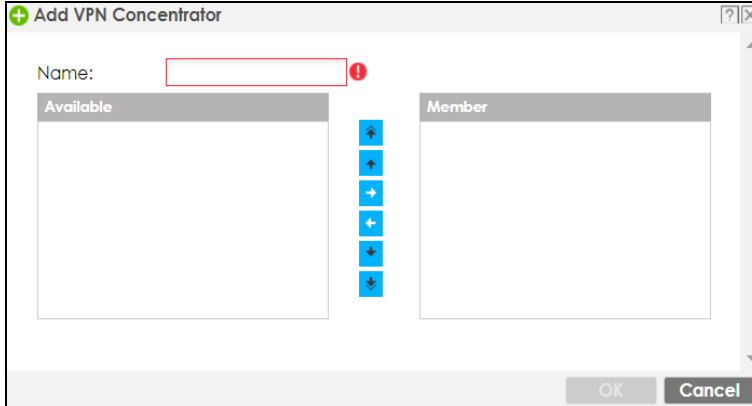 Add VPN Concentrator
Name:
Available
Member
OK
Cancel